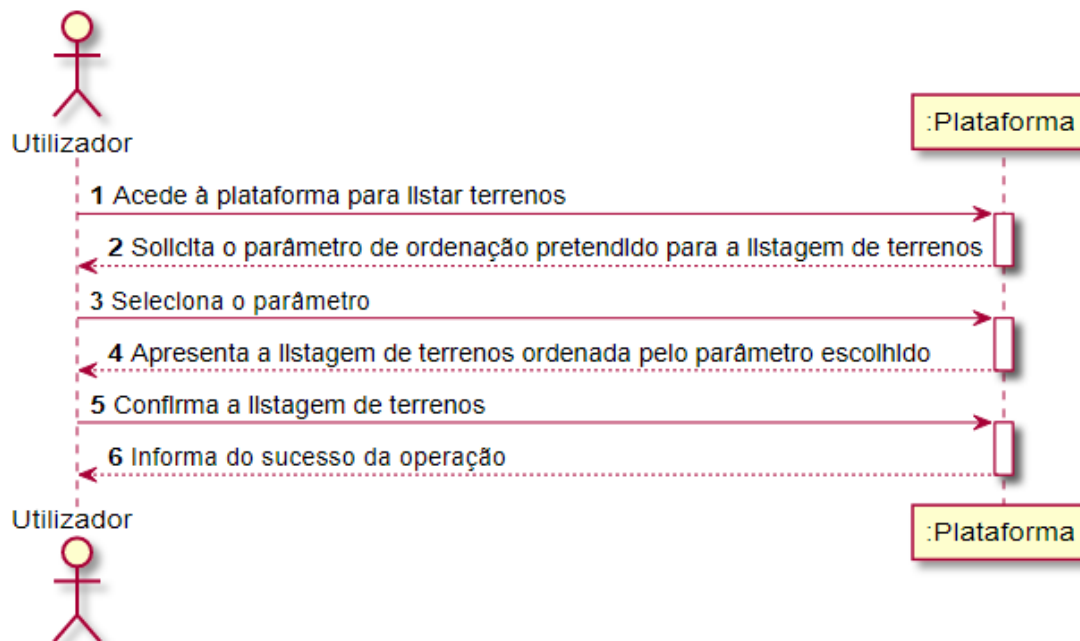 Utilizador
:Plataforma
1 Acede à plataforma para listar terrenos
2 Solicita o parâmetro de ordenação pretendido para a listagem de terrenos
3 Seleciona o parâmetro
4 Apresenta a listagem de terrenos ordenada pelo parâmetro escolhido
5 Confirma a listagem de terrenos
6 Informa do sucesso da operação
Utilizador
:Plataforma